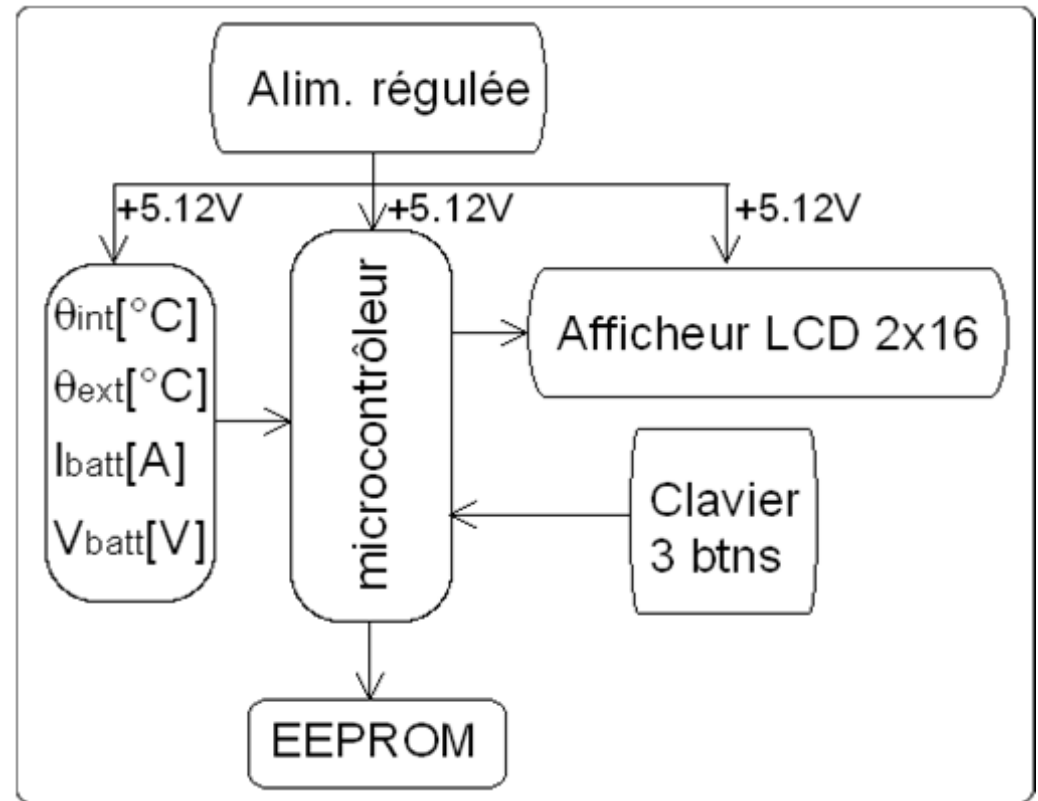 Alim. régulée
+5.12V
+5.12V
+5.12V
θint[°C]
θext[°C]
Ibatt[A]
Vbatt[V]
microcontrôleur
Afficheur LCD 2x16
Clavier
3 btns
EEPROM